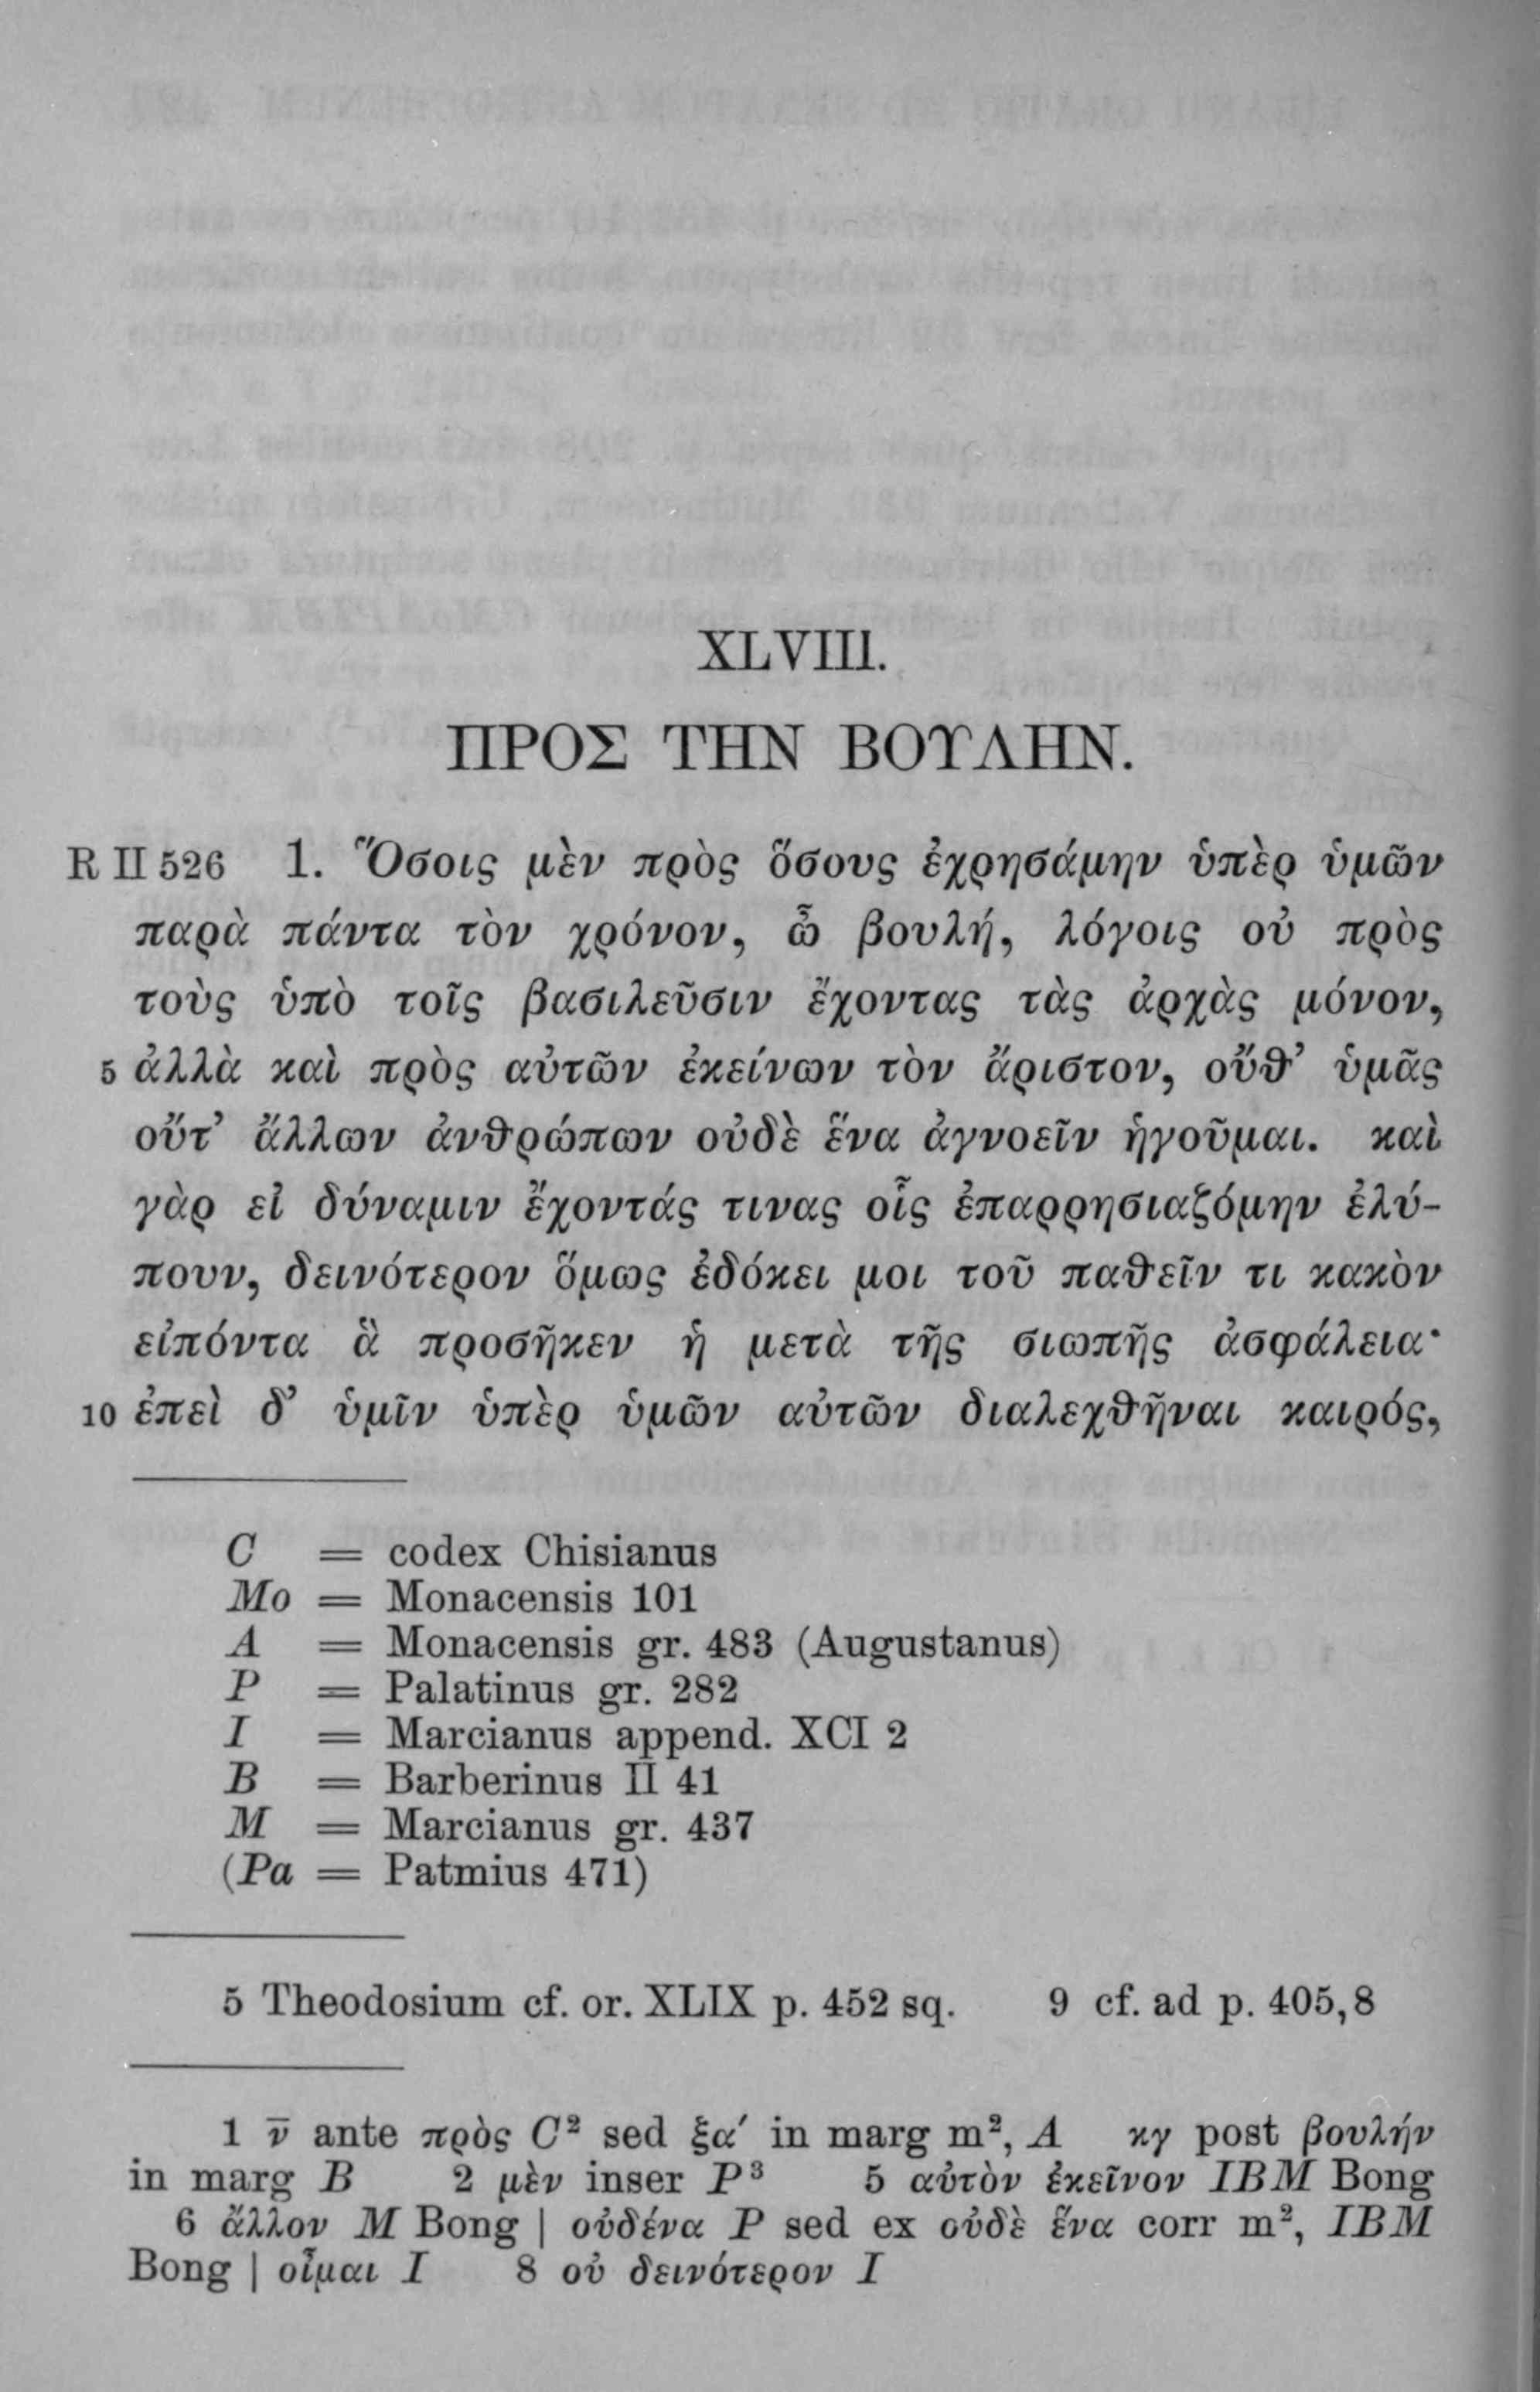 XLVIII.
ΠΡΟΣ ΤΗΝ ΒΟΥΛΗΝ.
R II 526 1. Ὅσοις μὲν πρὸς ὅσους ἐχρησάμην ὑπὲρ ὑμῶν
παρὰ πάντα τὸν χρόνον, ὦ βουλή, λόγοις οὐ πρὸς
τοὺς ὑπὸ τοῖς βασιλεῦσιν ἔχοντας τὰς ἀρχὰς μόνον,
5 ἀλλὰ καὶ πρὸς αὐτῶν ἐκείνων τὸν ἄριστον, οὔθ’ ὑμᾶς
οὔτ’ ἄλλων ἀνθρώπων οὐδὲ ἕνα ἀγνοεῖν ἡγοῦμαι. καὶ
γὰρ εἰ δύναμιν ἔχοντάς τινας οἷς ἐπαρρησιαζόμην ἐλύ-
πουν, δεινότερον ὅμως ἐδόκει μοι τοῦ παθεῖν τι κακὸν
εἰπόντα ἃ προσῆκεν ἡ μετὰ τῆς σιωπῆς ἀσφάλεια·
10 ἐπεὶ δ’ ὑμῖν ὑπὲρ ὑμῶν αὐτῶν διαλεχθῆναι καιρός,
C = codex Chisianus
Mo = Monacensis 101
A = Monacensis gr. 483 (Augustanus)
P = Palatinus gr. 282
I = Marcianus append. XCI 2
B = Barberinus II 41
M = Marcianus gr. 437
(Pa = Patmius 471)
5 Theodosium cf. or. XLIX p. 452 sq. 9 cf. ad p. 405,8
1 ν̅ ante πρὸς C² sed ξα′ in marg m², A κγ post βουλήν
in marg B 2 μὲν inser P³ 5 αὐτὸν ἐκεῖνον IBM Bong
6 ἄλλον M Bong | οὐδένα P sed ex οὐδὲ ἕνα corr m², IBM
Bong | οἶμαι I 8 οὐ δεινότερον I